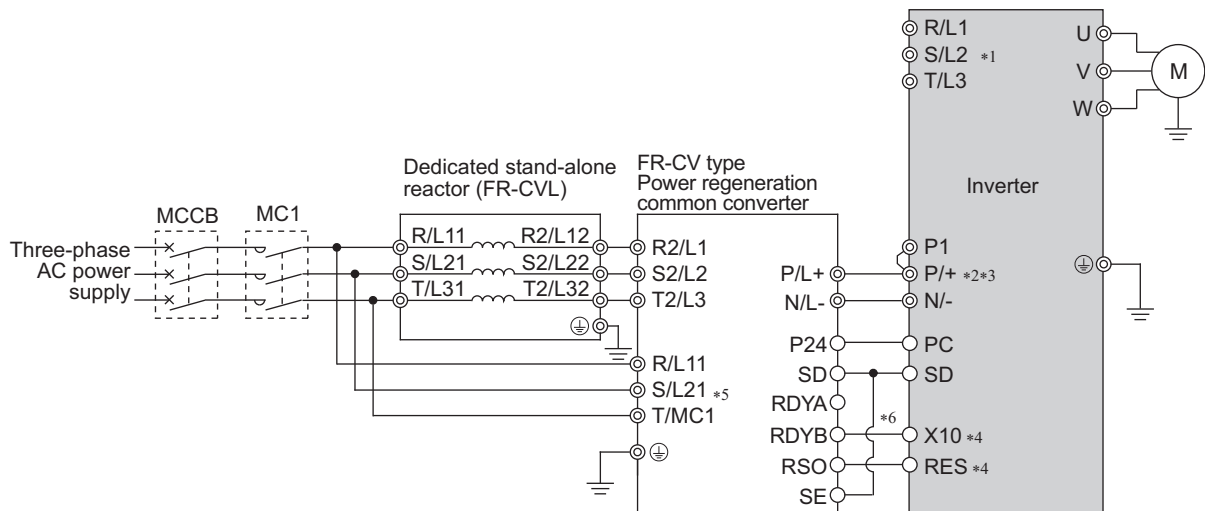 R/L1
S/L2 *1
T/L3
U
V
W
M
Inverter
Dedicated stand-alone
reactor (FR-CVL)
FR-CV type
Power regeneration
common converter
MCCB
MC1
Three-phase
AC power
supply
R/L11
R2/L12
S/L21
S2/L22
T/L31
T2/L32
R2/L1
S2/L2
T2/L3
R/L11
S/L21 *5
T/MC1
P/L+
N/L-
P24
SD
RDYA
RDYB
RSO
SE
*6
P1
P/+ *2*3
N/-
PC
SD
X10 *4
RES *4